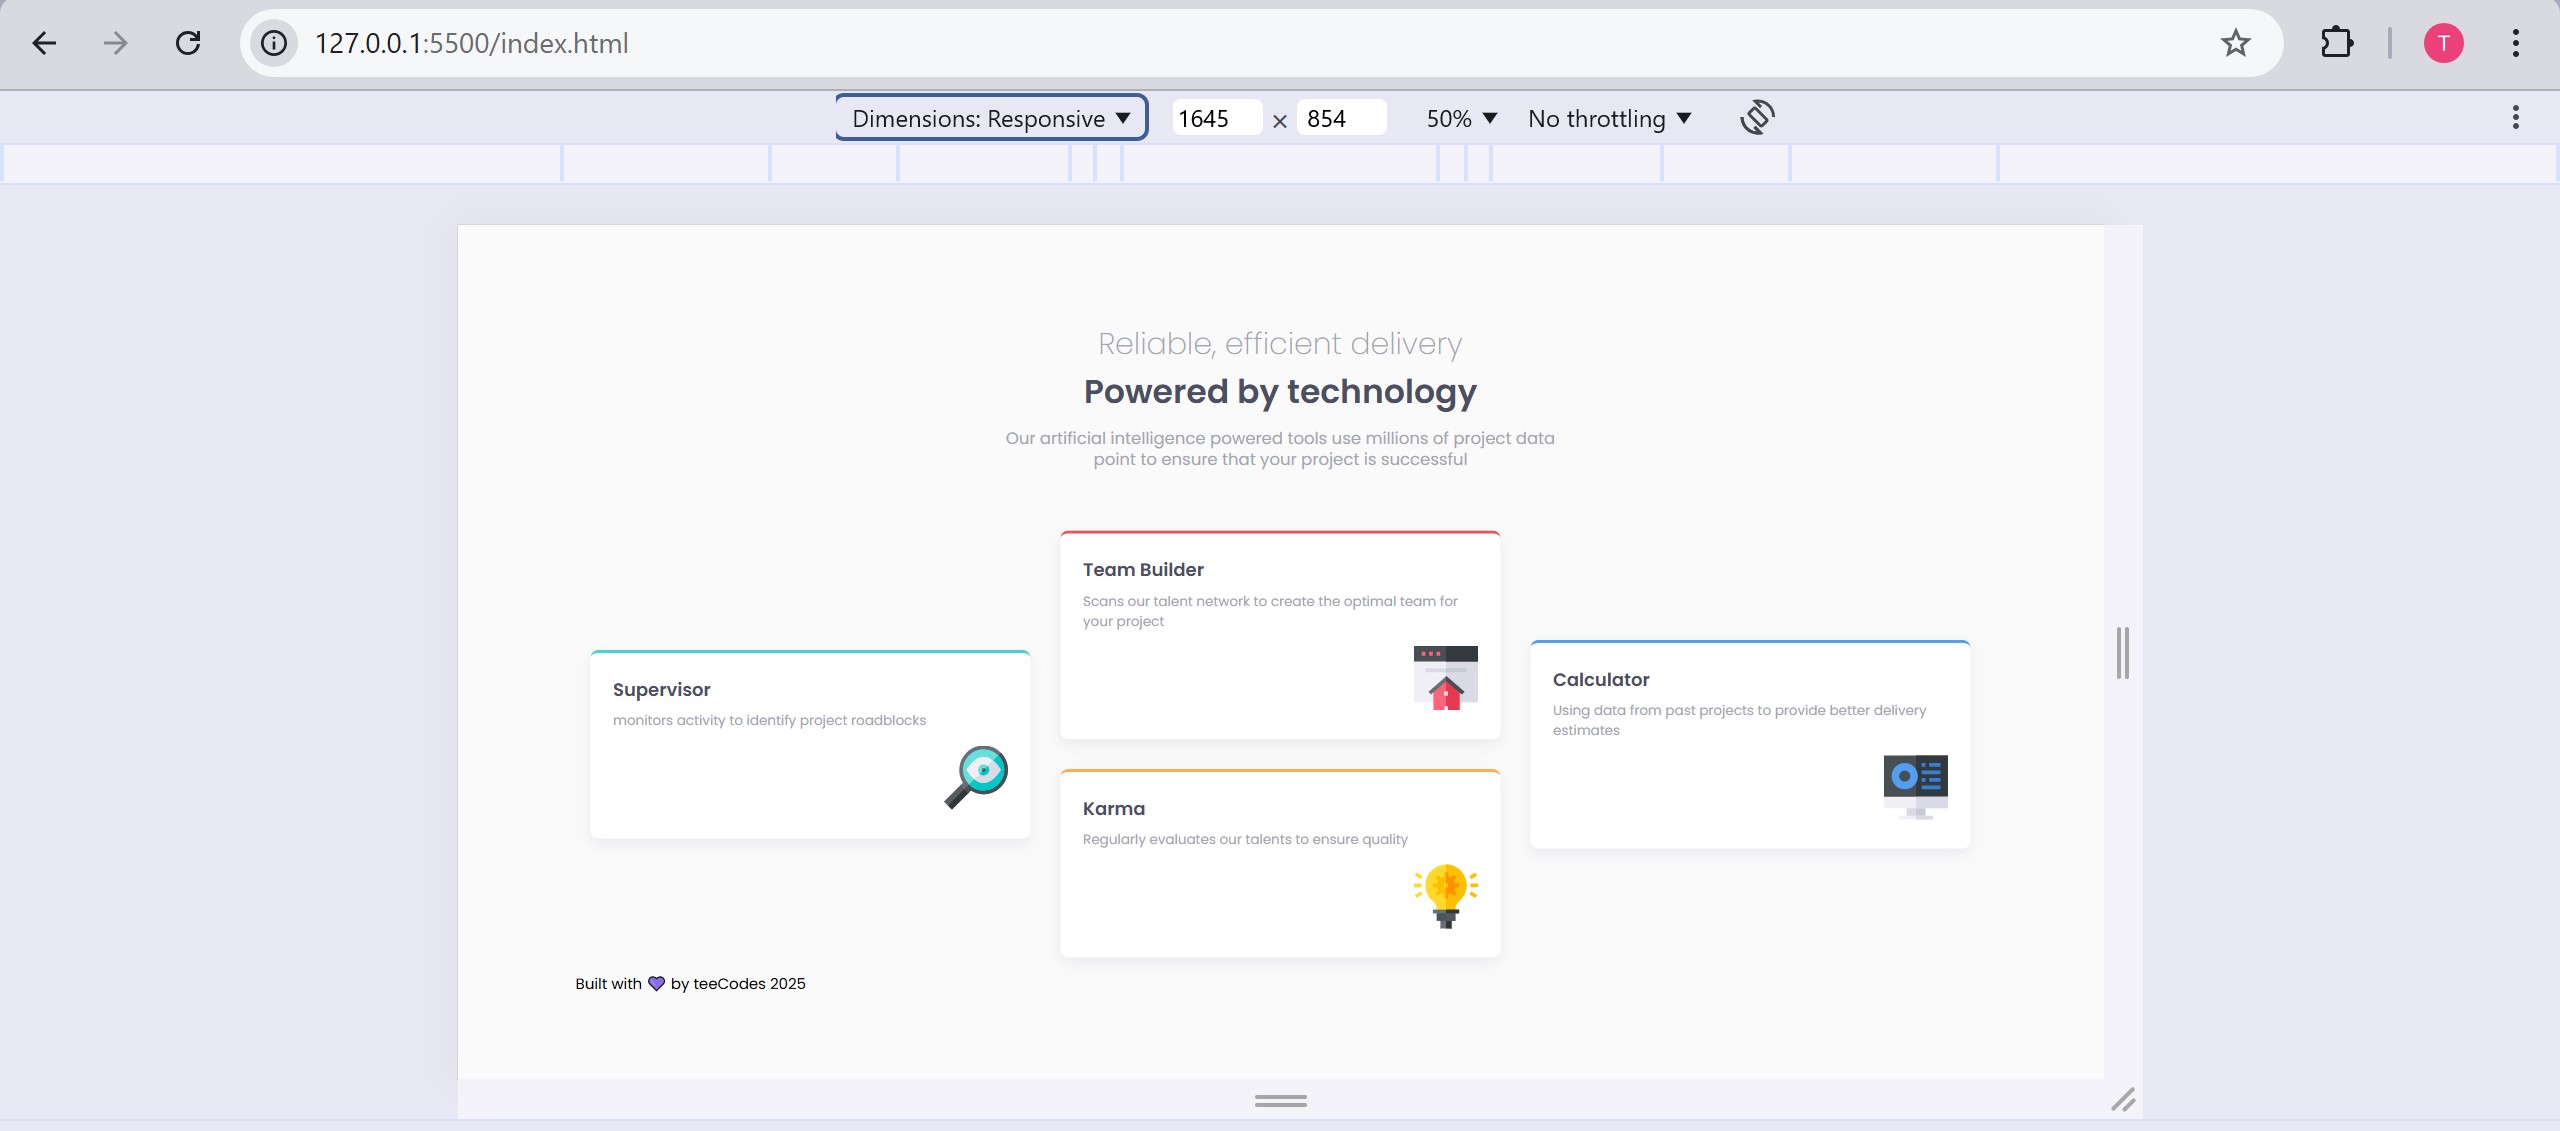 127.0.0.1:5500/index.html
T
Dimensions: Responsive
1645 × 854
50%
No throttling
Reliable, efficient delivery
Powered by technology
Our artificial intelligence powered tools use millions of project data
point to ensure that your project is successful
Supervisor
monitors activity to identify project roadblocks
Team Builder
Scans our talent network to create the optimal team for
your project
Karma
Regularly evaluates our talents to ensure quality
Calculator
Using data from past projects to provide better delivery
estimates
Built with 💜 by teeCodes 2025